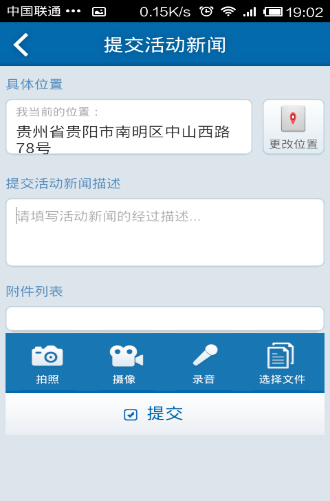 中国联通 ••• 0.15K/s 19:02
提交活动新闻
具体位置
我当前的位置：
贵州省贵阳市南明区中山西路
78号
更改位置
提交活动新闻描述
请填写活动新闻的经过描述...
附件列表
拍照 摄像 录音 选择文件
提交